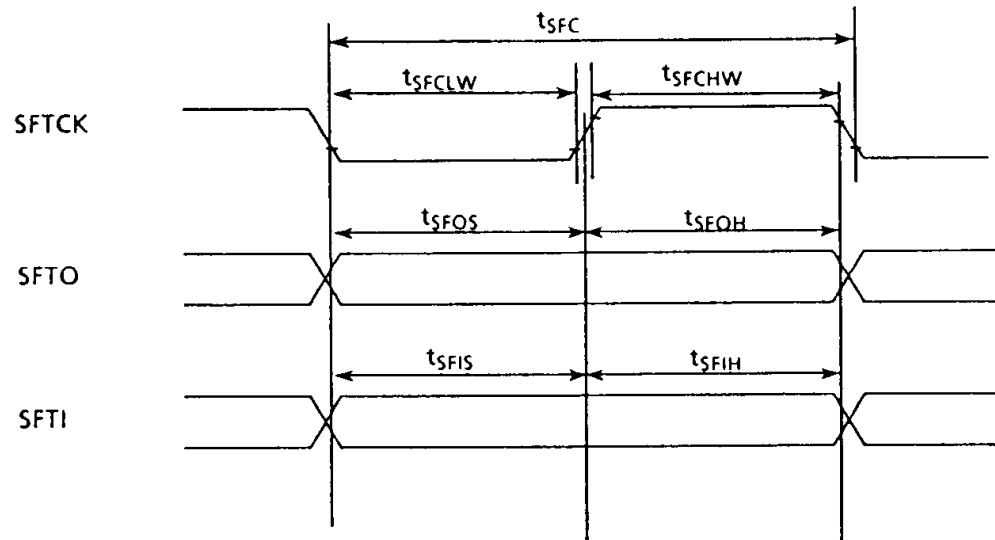 tSFC
tSFCLW tSFCHW
SFTCK
tSFOS tSFOH
SFTO
tSFIS tSFIH
SFTI